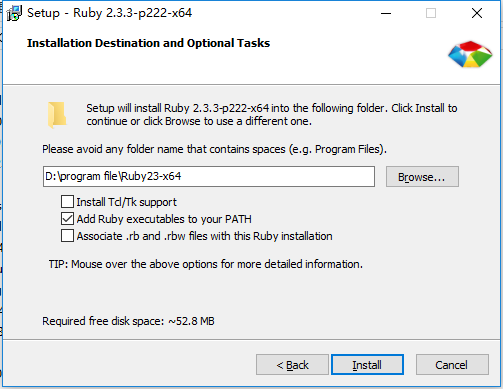 Setup - Ruby 2.3.3-p222-x64
Installation Destination and Optional Tasks
Setup will install Ruby 2.3.3-p222-x64 into the following folder. Click Install to
continue or click Browse to use a different one.
Please avoid any folder name that contains spaces (e.g. Program Files).
D:\program file\Ruby23-x64
Browse...
Install Tcl/Tk support
Add Ruby executables to your PATH
Associate .rb and .rbw files with this Ruby installation
TIP: Mouse over the above options for more detailed information.
Required free disk space: ~52.8 MB
< Back
Install
Cancel